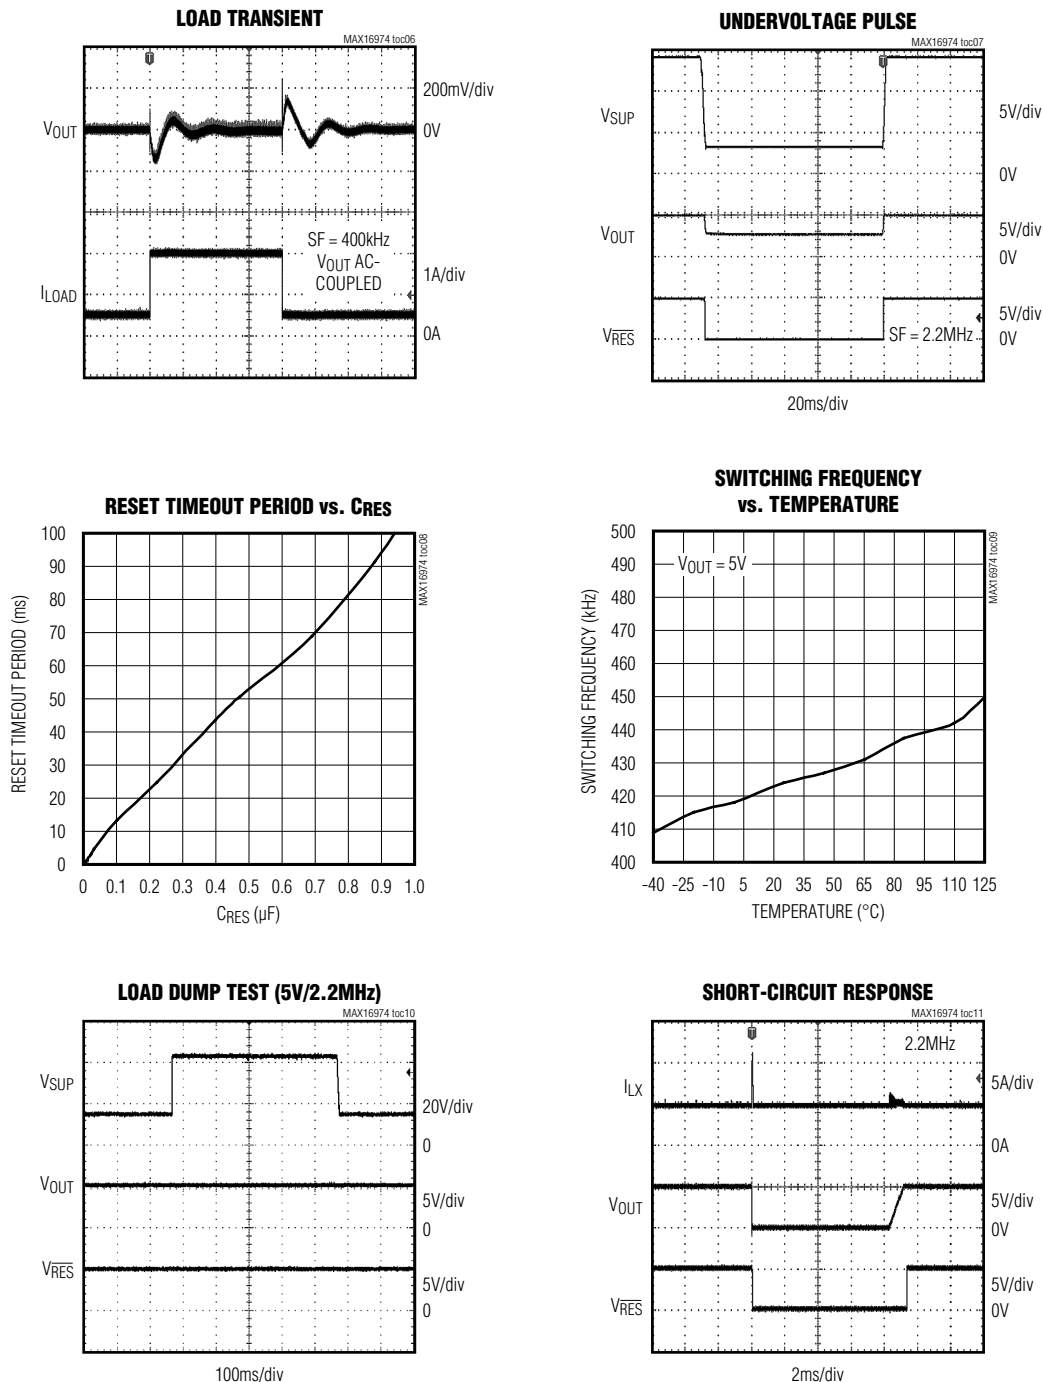 LOAD TRANSIENT
MAX16974 toc06
200mV/div
VOUT
0V
SF = 400kHz
VOUT AC-
COUPLED
1A/div
ILOAD
0A
UNDERVOLTAGE PULSE
MAX16974 toc07
VSUP
5V/div
0V
VOUT
5V/div
0V
5V/div
VRES
SF = 2.2MHz
0V
20ms/div
RESET TIMEOUT PERIOD vs. CRES
MAX16974 toc08
RESET TIMEOUT PERIOD (ms)
100
90
80
70
60
50
40
30
20
10
0
0 0.1 0.2 0.3 0.4 0.5 0.6 0.7 0.8 0.9 1.0
CRES (µF)
SWITCHING FREQUENCY
vs. TEMPERATURE
MAX16974 toc09
VOUT = 5V
SWITCHING FREQUENCY (kHz)
500
490
480
470
460
450
440
430
420
410
400
-40 -25 -10 5 20 35 50 65 80 95 110 125
TEMPERATURE (°C)
LOAD DUMP TEST (5V/2.2MHz)
MAX16974 toc10
VSUP
20V/div
0
VOUT
5V/div
0
VRES
5V/div
0
100ms/div
SHORT-CIRCUIT RESPONSE
MAX16974 toc11
2.2MHz
ILX
5A/div
0A
VOUT
5V/div
0V
5V/div
VRES
0V
2ms/div